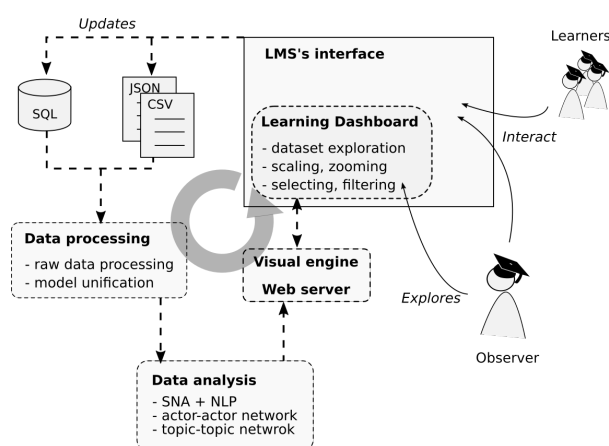 Updates
LMS's interface
Learners
JSON
SQL
CSV
Learning Dashboard
- dataset exploration
- scaling, zooming
- selecting, filtering
Interact
Data processing
- raw data processing
- model unification
Visual engine
Web server
Explores
Observer
Data analysis
- SNA + NLP
- actor-actor network
- topic-topic netwrok